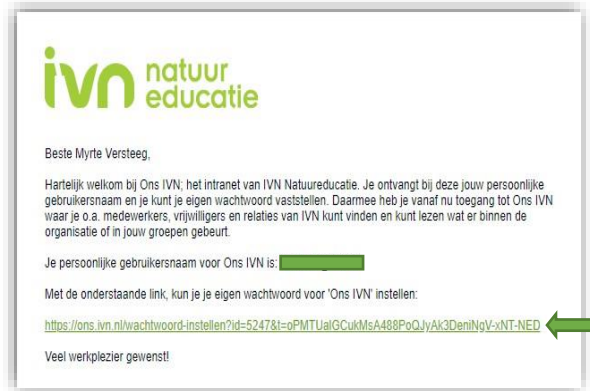 ivn natuur
educatie
Beste Myrte Versteeg,
Hartelijk welkom bij Ons IVN; het intranet van IVN Natuureducatie. Je ontvangt bij deze jouw persoonlijke
gebruikersnaam en je kunt je eigen wachtwoord vaststellen. Daarmee heb je vanaf nu toegang tot Ons IVN
waar je o.a. medewerkers, vrijwilligers en relaties van IVN kunt vinden en kunt lezen wat er binnen de
organisatie of in jouw groepen gebeurt.
Je persoonlijke gebruikersnaam voor Ons IVN is:
Met de onderstaande link, kun je je eigen wachtwoord voor 'Ons IVN' instellen:
https://ons.ivn.nl/wachtwoord-instellen?id=5247&t=oPMTUalGCukMsA488PoQJyAk3DeniNgV-xNT-NED
Veel werkplezier gewenst!